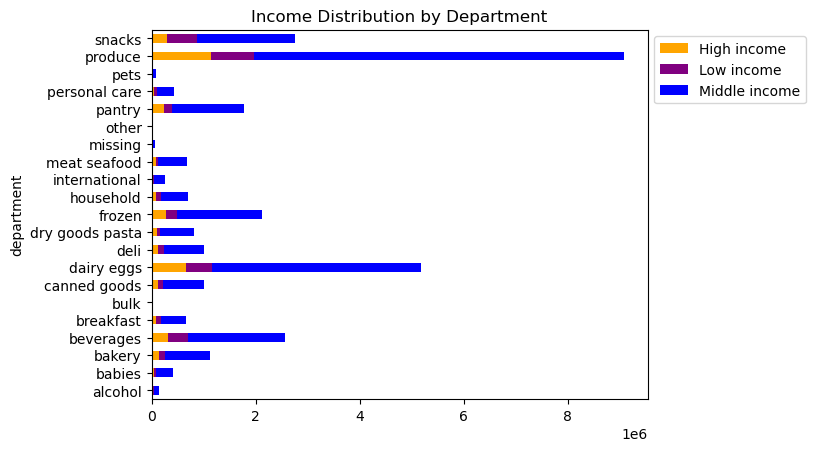 Income Distribution by Department
snacks
produce
pets
personal care
pantry
other
missing
meat seafood
international
household
frozen
dry goods pasta
deli
dairy eggs
canned goods
bulk
breakfast
beverages
bakery
babies
alcohol
department
0 2 4 6 8
1e6
High income
Low income
Middle income